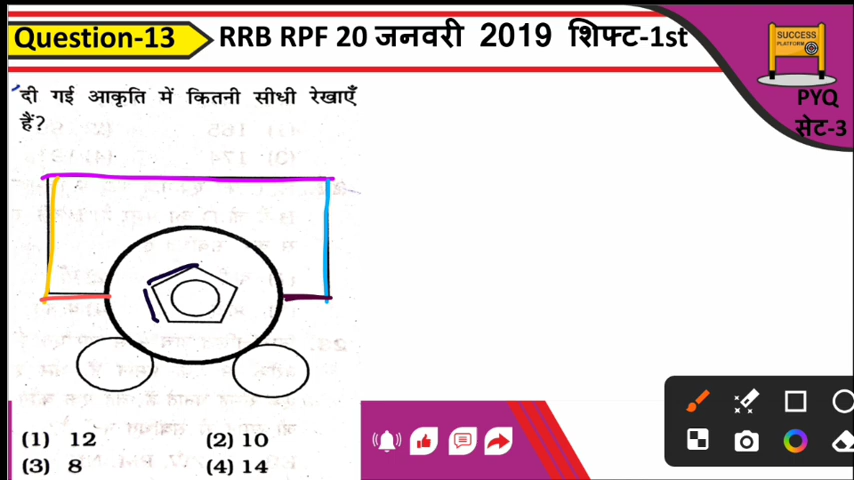 Question-13
RRB RPF 20 जनवरी 2019 शिफ्ट-1st
SUCCESS
PLATFORM
PYQ
सेट-3
दी गई आकृति में कितनी सीधी रेखाएँ
हैं?
(1) 12 (2) 10
(3) 8 (4) 14